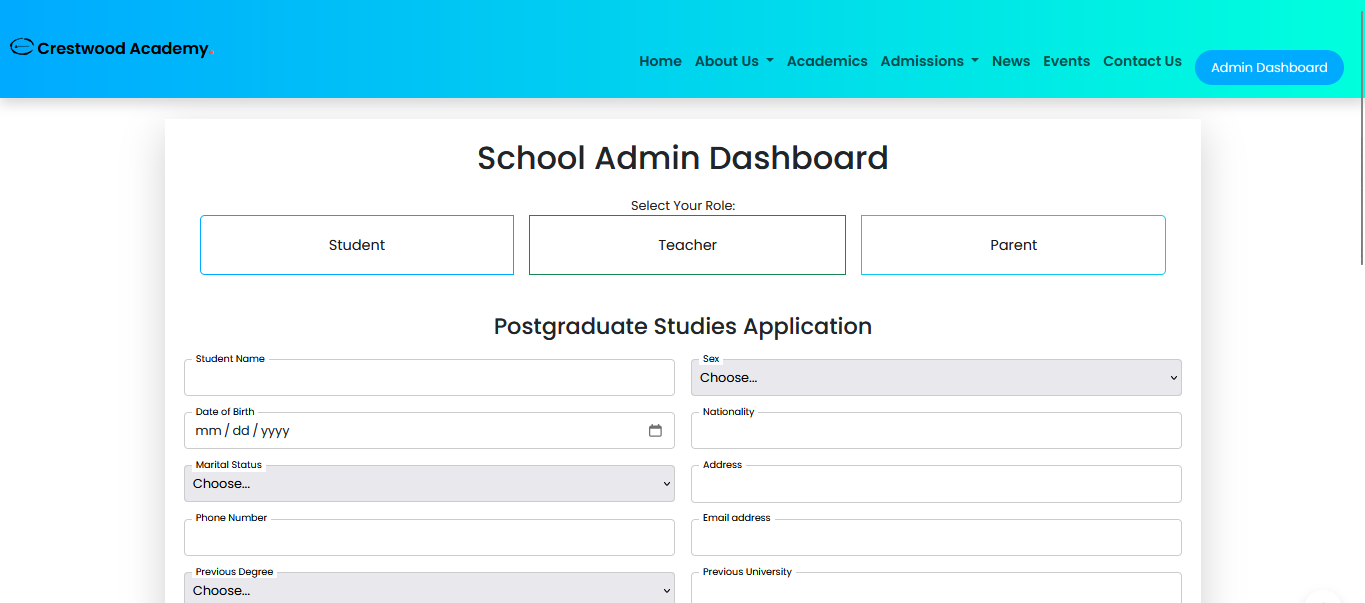 Crestwood Academy.
Home About Us Academics Admissions News Events Contact Us Admin Dashboard
School Admin Dashboard
Select Your Role:
Student Teacher Parent
Postgraduate Studies Application
Student Name Sex
Choose...
Date of Birth Nationality
mm/dd/yyyy
Marital Status Address
Choose...
Phone Number Email address
Previous Degree Previous University
Choose...